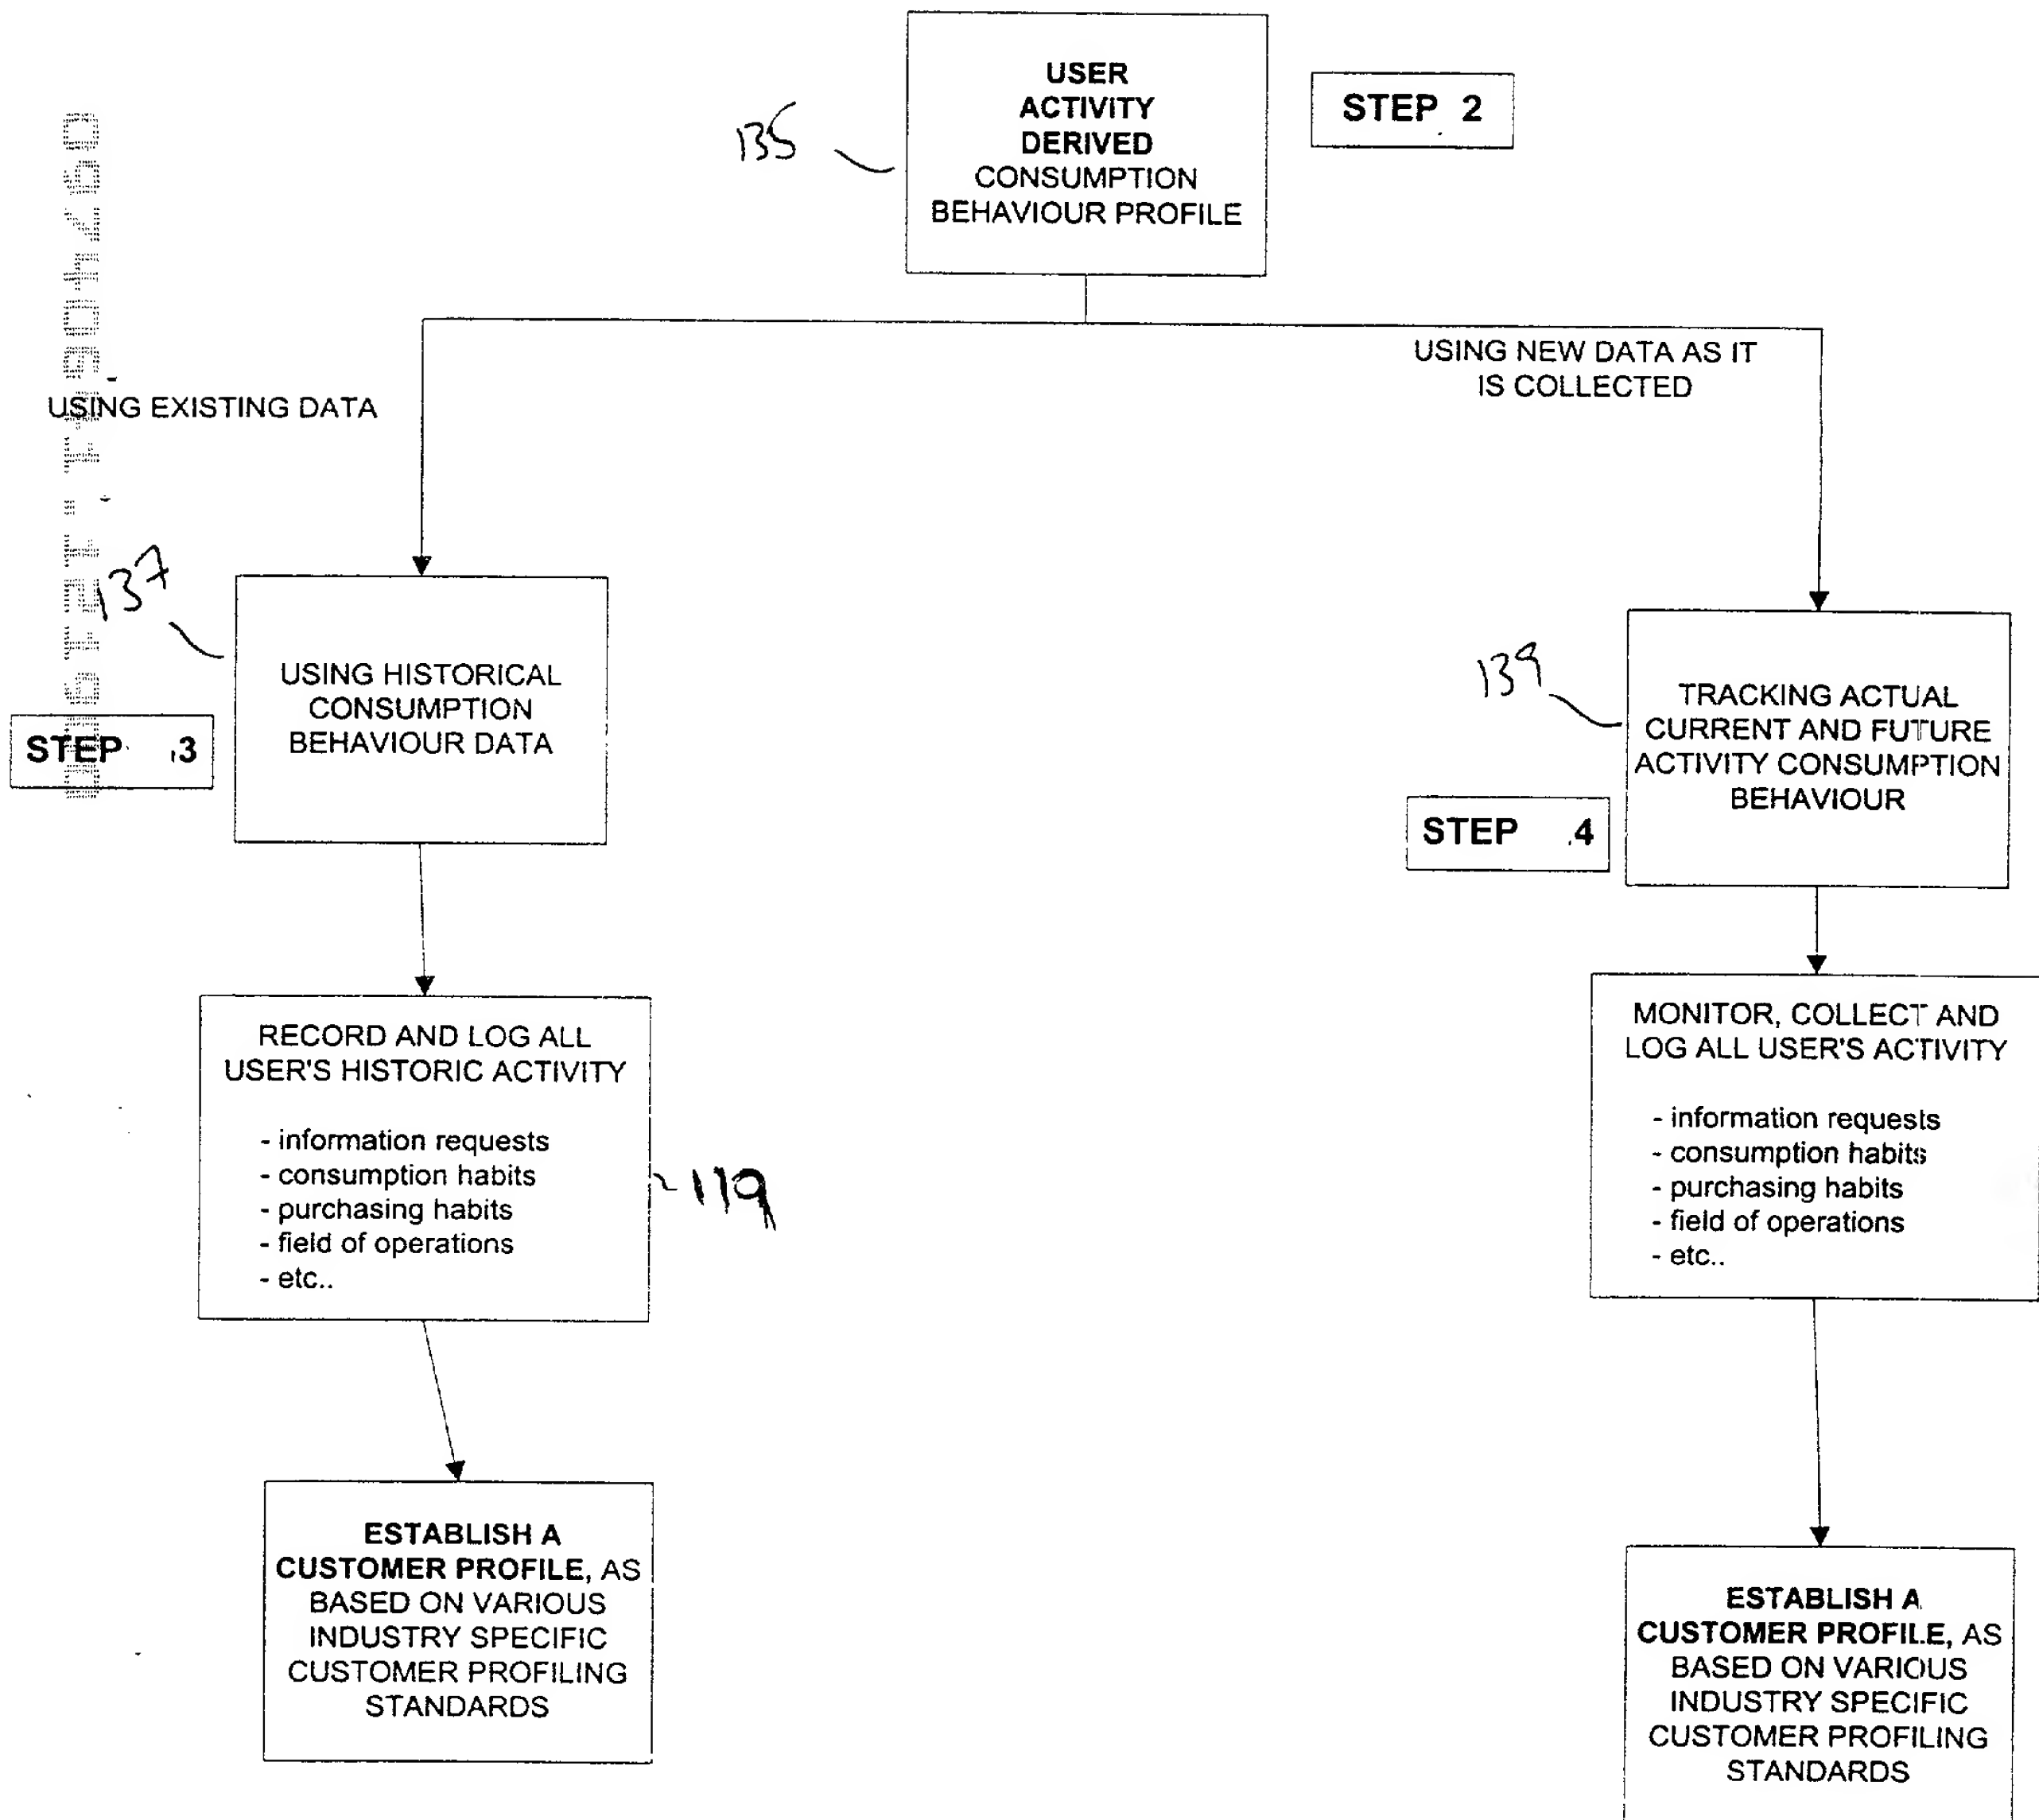 USER
ACTIVITY
DERIVED
CONSUMPTION
BEHAVIOUR PROFILE
STEP 2
135
USING EXISTING DATA
USING NEW DATA AS IT
IS COLLECTED
137
USING HISTORICAL
CONSUMPTION
BEHAVIOUR DATA
STEP 3
139
TRACKING ACTUAL
CURRENT AND FUTURE
ACTIVITY CONSUMPTION
BEHAVIOUR
STEP 4
RECORD AND LOG ALL
USER'S HISTORIC ACTIVITY
- information requests
- consumption habits
- purchasing habits
- field of operations
- etc..
119
MONITOR, COLLECT AND
LOG ALL USER'S ACTIVITY
- information requests
- consumption habits
- purchasing habits
- field of operations
- etc..
ESTABLISH A
CUSTOMER PROFILE, AS
BASED ON VARIOUS
INDUSTRY SPECIFIC
CUSTOMER PROFILING
STANDARDS
ESTABLISH A
CUSTOMER PROFILE, AS
BASED ON VARIOUS
INDUSTRY SPECIFIC
CUSTOMER PROFILING
STANDARDS